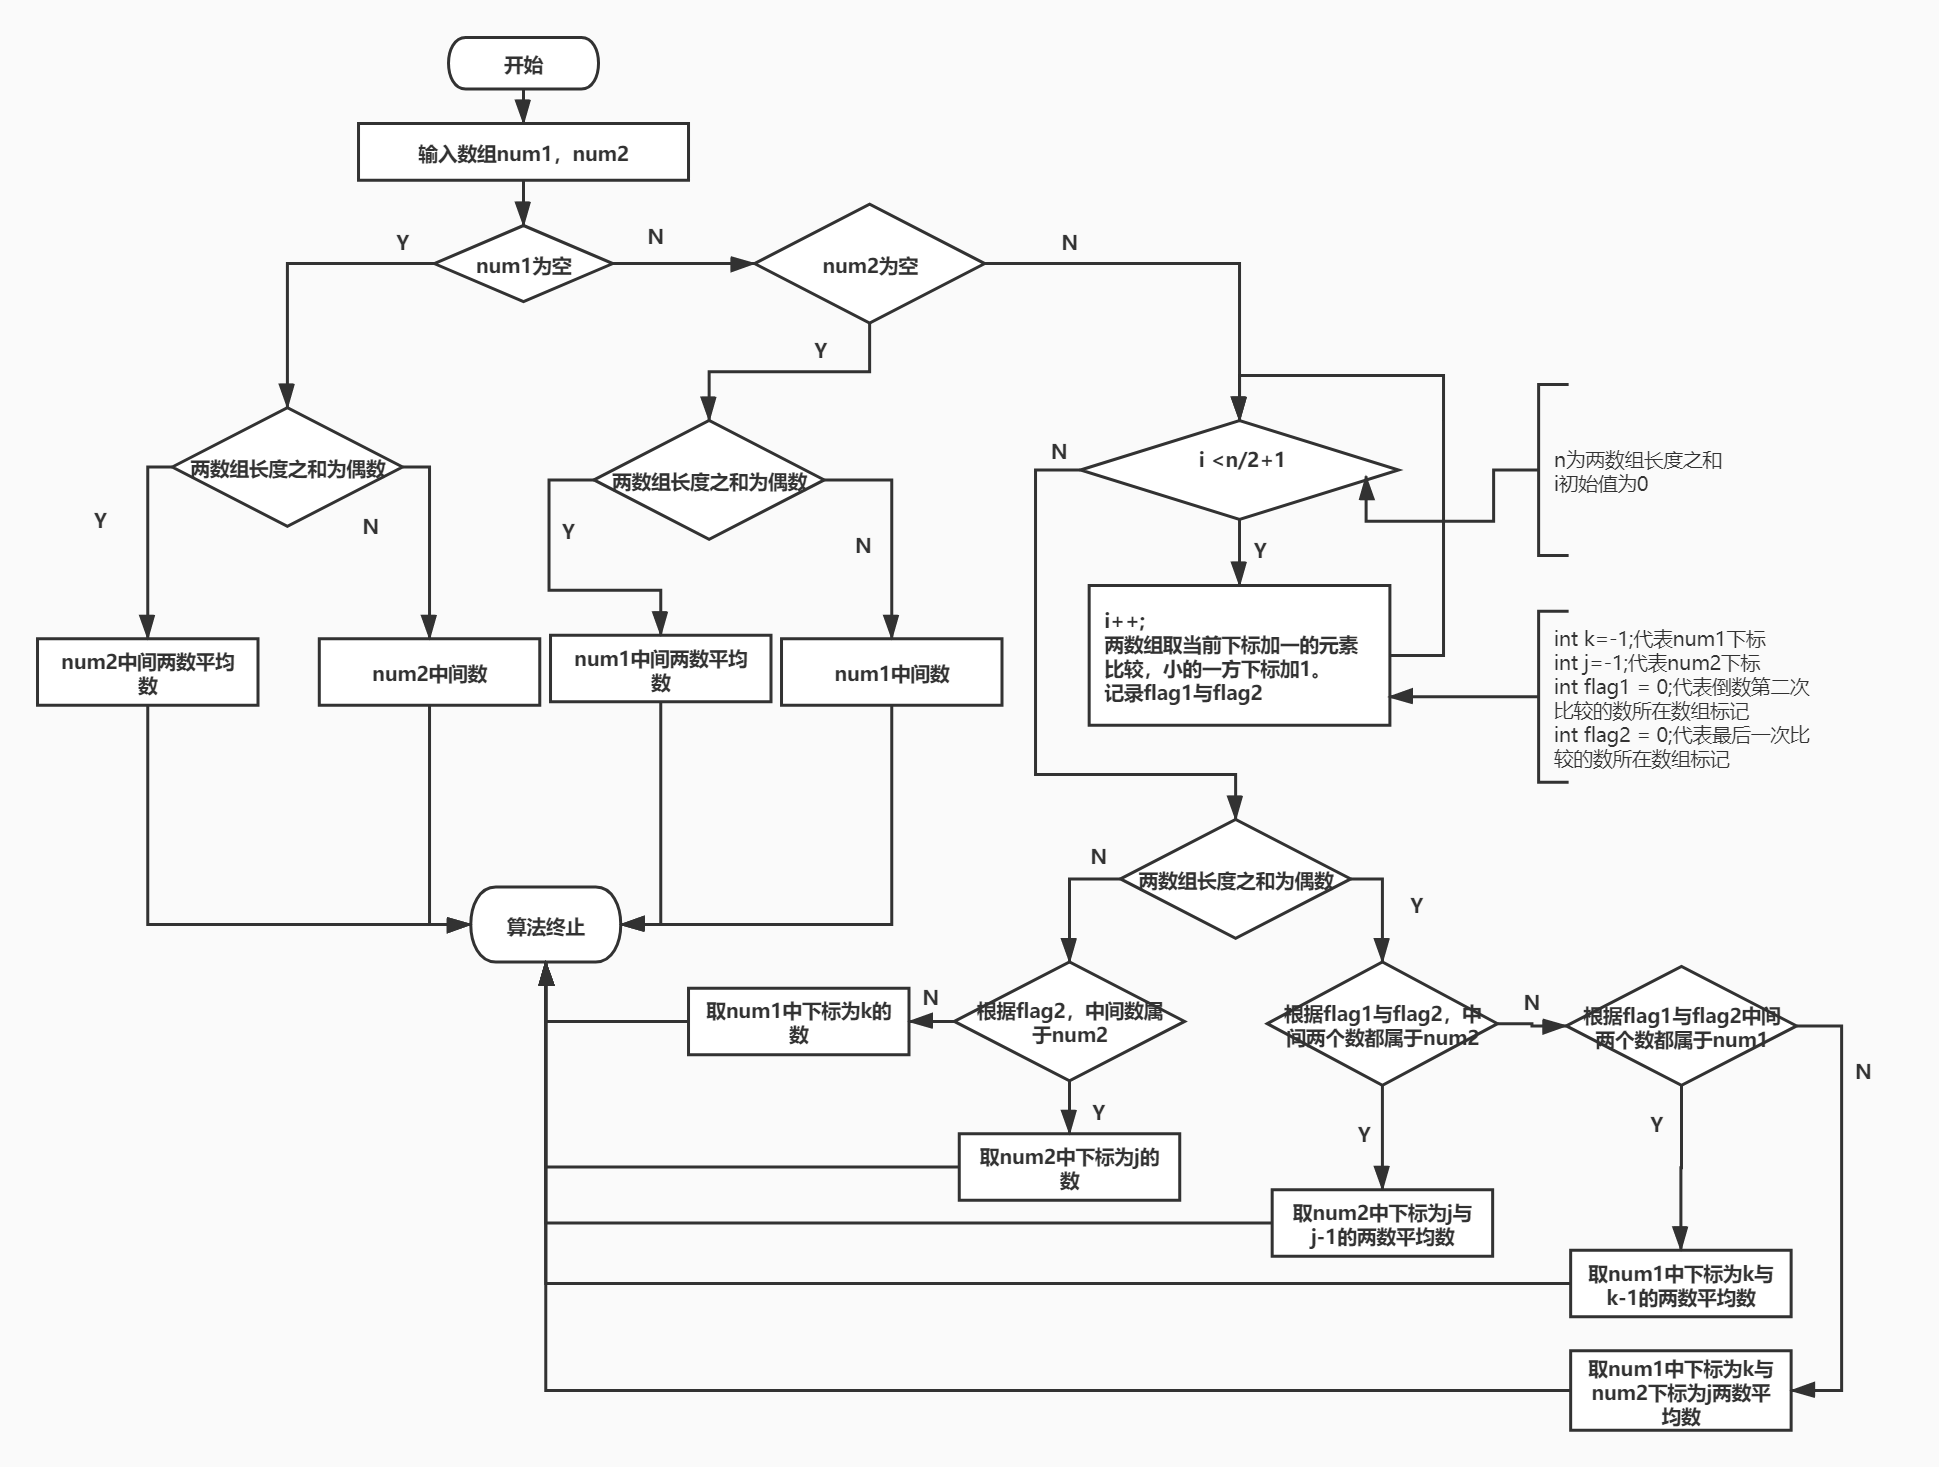 开始
输入数组num1，num2
Y
N
N
num1为空
num2为空
Y
两数组长度之和为偶数
Y
N
两数组长度之和为偶数
Y
N
N
i <n/2+1
Y
n为两数组长度之和
i初始值为0
num2中间两数平均
数
num2中间数
num1中间两数平均
数
num1中间数
i++;
两数组取当前下标加一的元素
比较，小的一方下标加1。
记录flag1与flag2
int k=-1;代表num1下标
int j=-1;代表num2下标
int flag1 = 0;代表倒数第二次
比较的数所在数组标记
int flag2 = 0;代表最后一次比
较的数所在数组标记
N
两数组长度之和为偶数
Y
算法终止
取num1中下标为k的
数
N
根据flag2，中间数属
于num2
根据flag1与flag2，中
间两个数都属于num2
N
根据flag1与flag2中间
两个数都属于num1
N
Y
Y
Y
取num2中下标为j的
数
取num2中下标为j与
j-1的两数平均数
取num1中下标为k与
k-1的两数平均数
取num1中下标为k与
num2下标为j两数平
均数